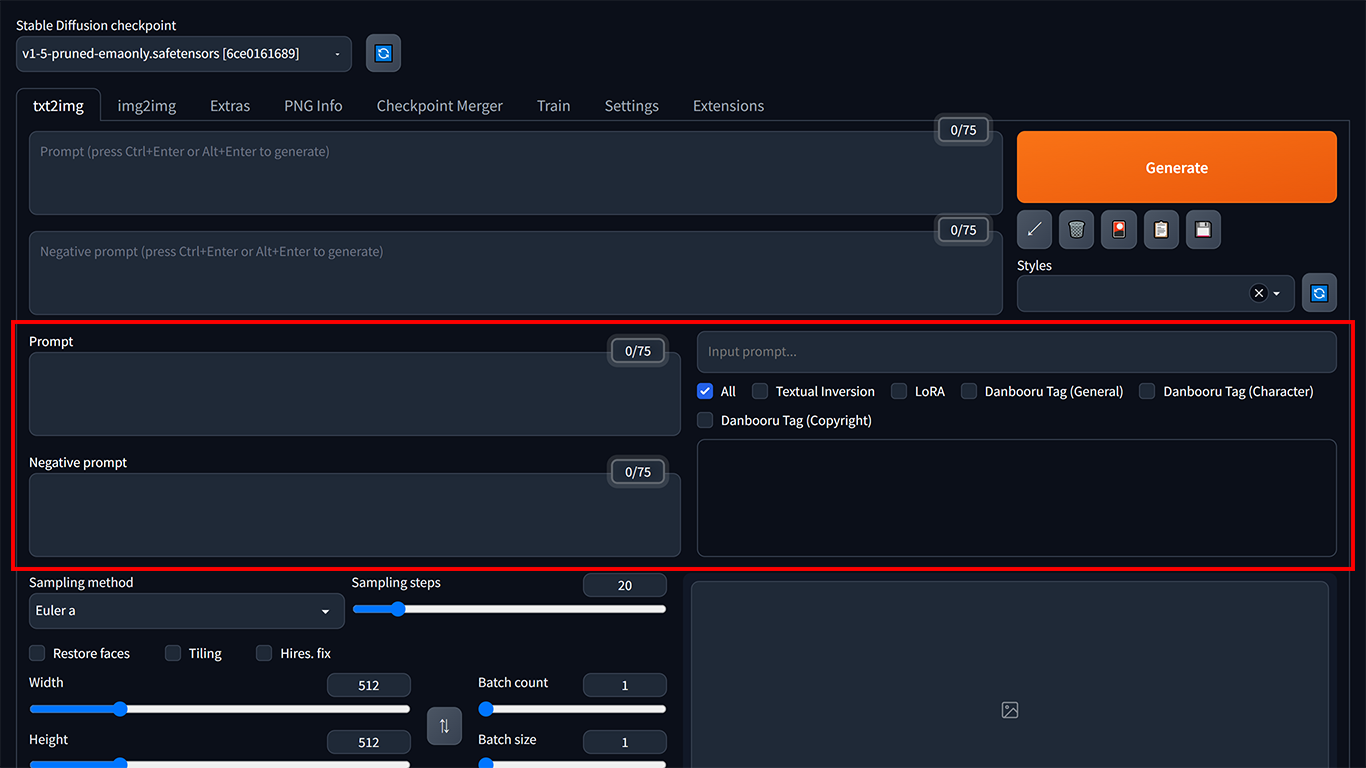 Stable Diffusion checkpoint
v1-5-pruned-emaonly.safetensors [6ce0161689]
txt2img img2img Extras PNG Info Checkpoint Merger Train Settings Extensions
0/75
Prompt (press Ctrl+Enter or Alt+Enter to generate)
Generate
0/75
Negative prompt (press Ctrl+Enter or Alt+Enter to generate)
Styles
Prompt
0/75
Input prompt...
All Textual Inversion LoRA Danbooru Tag (General) Danbooru Tag (Character)
Danbooru Tag (Copyright)
Negative prompt
0/75
Sampling method
Euler a
Sampling steps
20
Restore faces Tiling Hires. fix
Width
512
Batch count
1
Height
512
Batch size
1